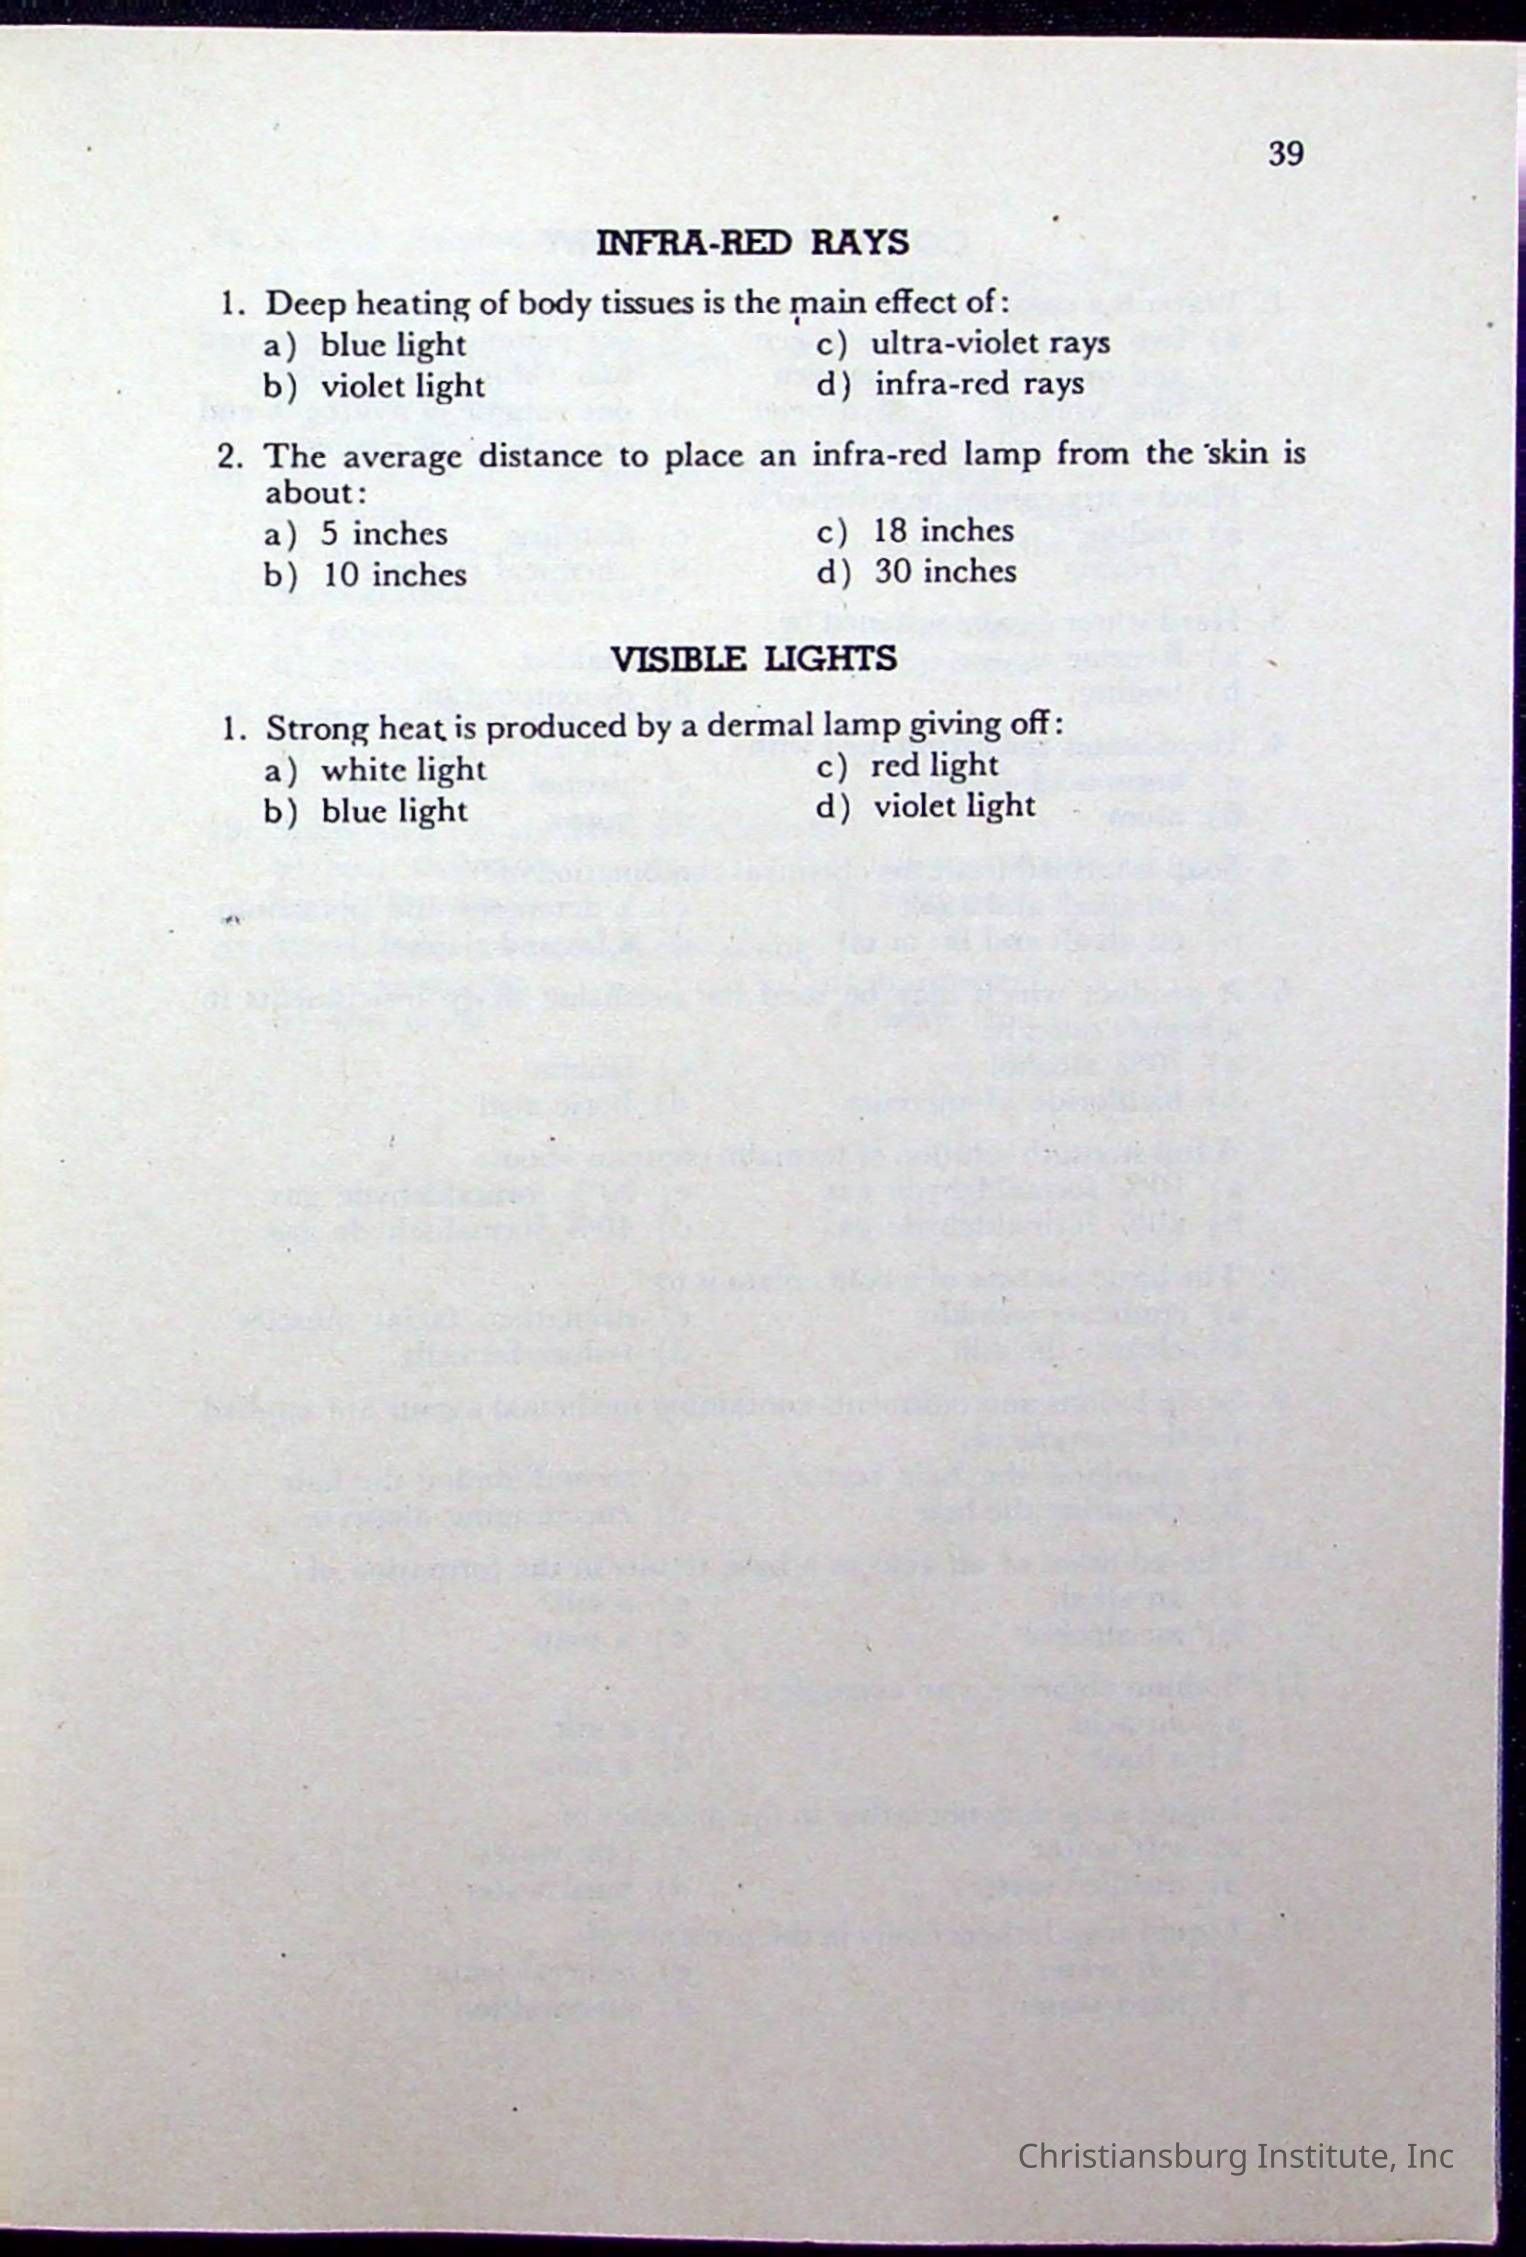 39
INFRA-RED RAYS
1. Deep heating of body tissues is the main effect of:
a) blue light c) ultra-violet rays
b) violet light d) infra-red rays
2. The average distance to place an infra-red lamp from the skin is
about:
a) 5 inches c) 18 inches
b) 10 inches d) 30 inches
VISIBLE LIGHTS
1. Strong heat is produced by a dermal lamp giving off:
a) white light c) red light
b) blue light d) violet light
Christiansburg Institute, Inc